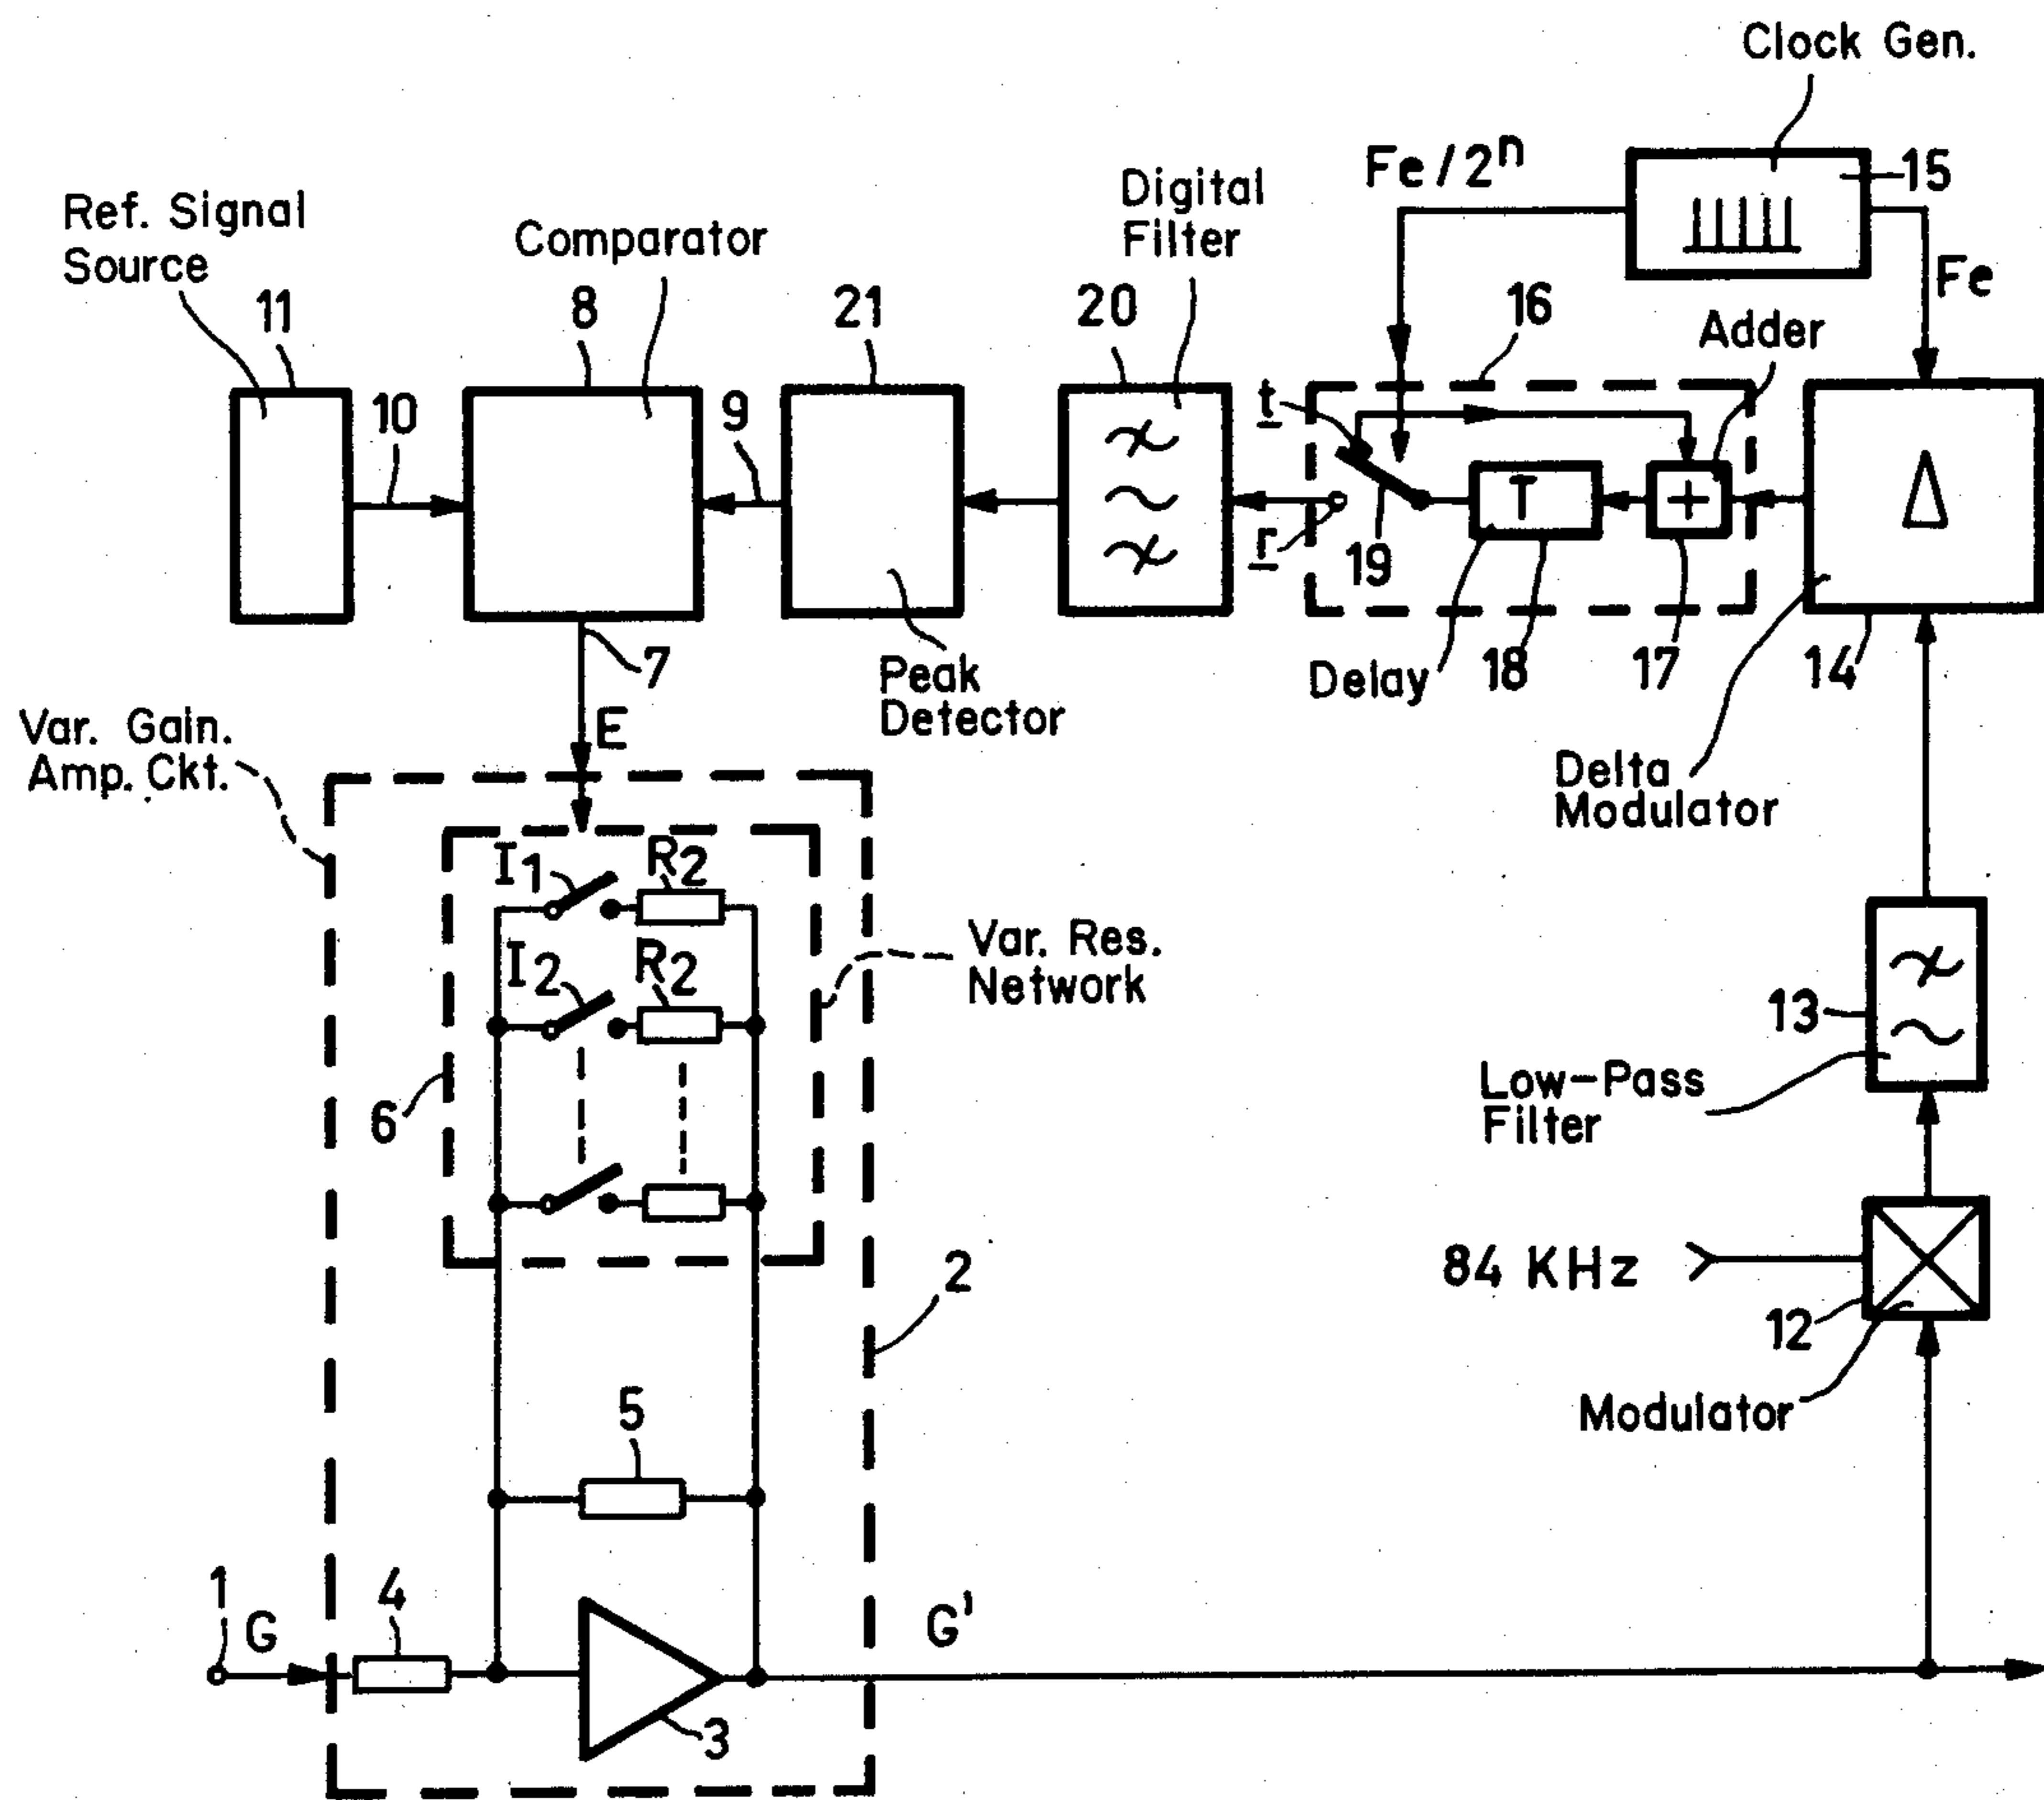 Clock Gen.
Fe/2ⁿ
15
Digital
Filter
Ref. Signal
Source
Comparator
Fe
11
8
21
20
16
Adder
10
9
t
T
+
Δ
r
19
7
Peak
Detector
Delay
18
17
14
E
Var. Gain.
Amp. Ckt.
Delta
Modulator
I1
R2
I2
R2
Var. Res.
Network
13
6
Low-Pass
Filter
2
84 KHz
12
5
Modulator
1
G
4
G'
3